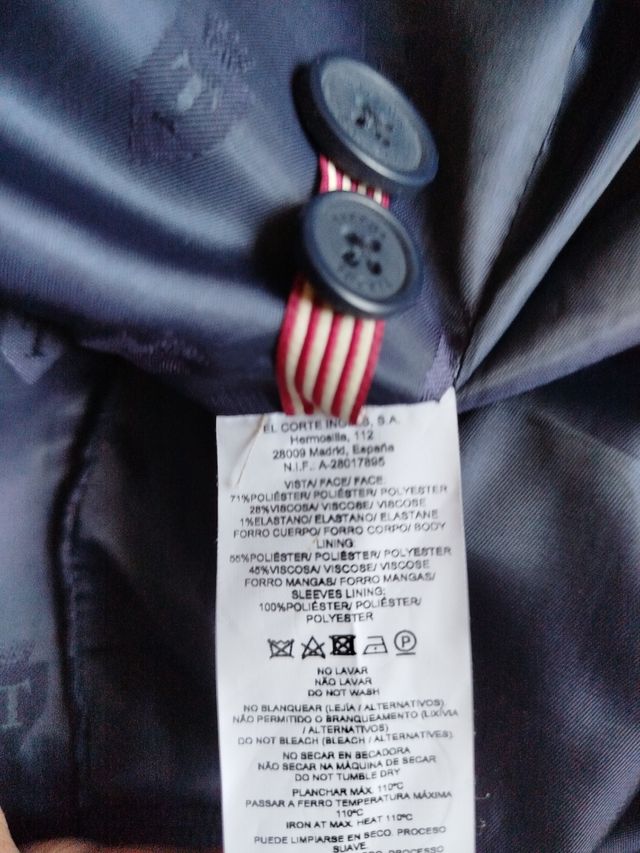 EL CORTE INGLÉS, S.A.
Hermosilla, 112
28009 Madrid, España
N.I.F.. A-28017895
VISTA/ FACE/ FACE:
71%POLIÉSTER/ POLIÉSTER/ POLYESTER
28%VISCOSA/ VISCOSE/ VISCOSE
1%ELASTANO/ ELASTANO/ ELASTANE
FORRO CUERPO/ FORRO CORPO/ BODY
LINING:
55%POLIÉSTER/ POLIÉSTER/ POLYESTER
45%VISCOSA/ VISCOSE/ VISCOSE
FORRO MANGAS/ FORRO MANGAS/
SLEEVES LINING:
100%POLIÉSTER/ POLIÉSTER/
POLYESTER
P
NO LAVAR
NÃO LAVAR
DO NOT WASH
NO BLANQUEAR (LEJÍA / ALTERNATIVOS)
NÃO PERMITIDO O BRANQUEAMENTO (LIXÍVIA
/ ALTERNATIVOS)
DO NOT BLEACH (BLEACH / ALTERNATIVES)
NO SECAR EN SECADORA
NÃO SECAR NA MÁQUINA DE SECAR
DO NOT TUMBLE DRY
PLANCHAR MÁX. 110ºC
PASSAR A FERRO TEMPERATURA MÁXIMA
110ºC
IRON AT MAX. HEAT 110ºC
PUEDE LIMPIARSE EN SECO. PROCESO
SUAVE.